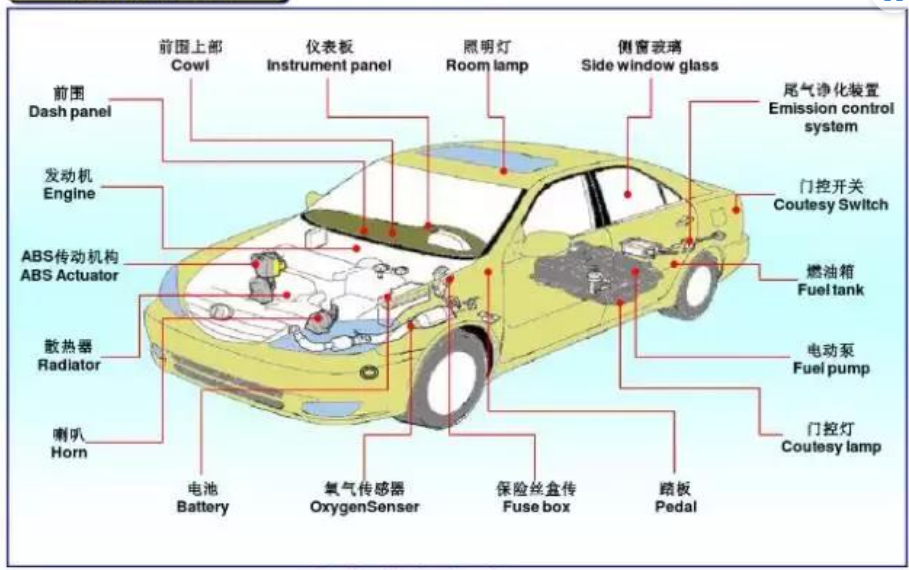 前围上部
Cowl
仪表板
Instrument panel
照明灯
Room lamp
侧窗玻璃
Side window glass
前围
Dash panel
尾气净化装置
Emission control
system
发动机
Engine
门控开关
Coutesy Switch
ABS传动机构
ABS Actuator
燃油箱
Fuel tank
散热器
Radiator
电动泵
Fuel pump
喇叭
Horn
门控灯
Coutesy lamp
电池
Battery
氧气传感器
OxygenSenser
保险丝盒传
Fuse box
踏板
Pedal